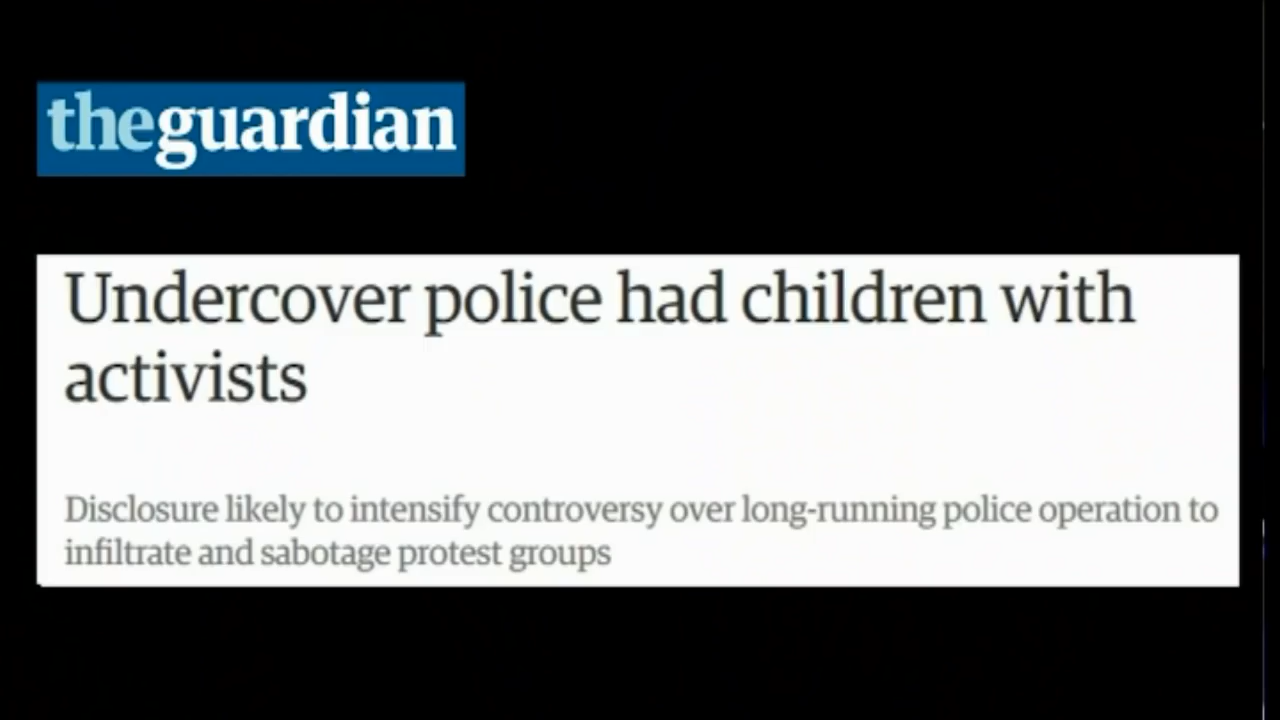 theguardian
Undercover police had children with
activists
Disclosure likely to intensify controversy over long-running police operation to
infiltrate and sabotage protest groups